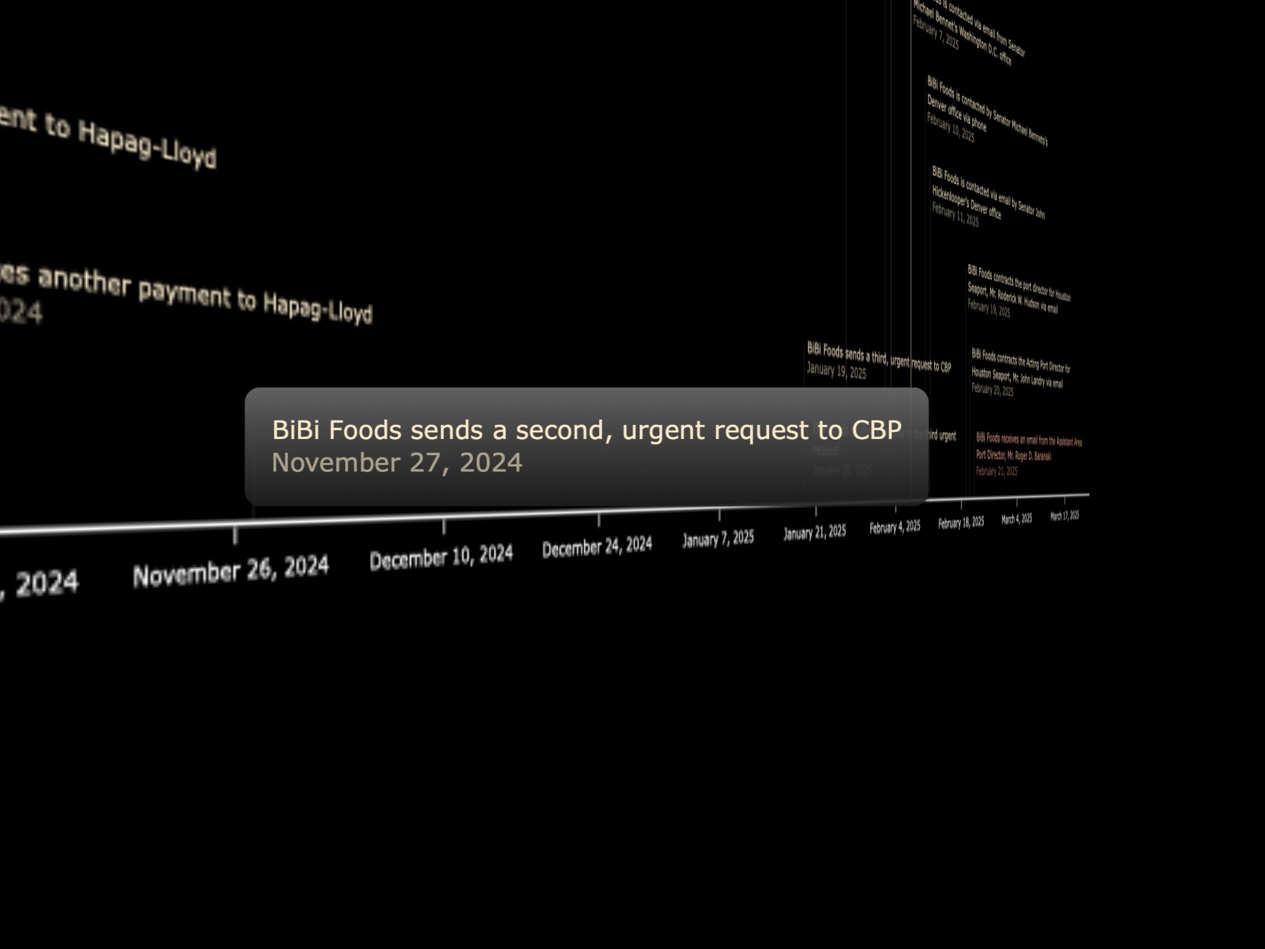 ent to Hapag-Lloyd
es another payment to Hapag-Lloyd
024
is contacted via email from Senator
Michael Bennet's Washington D.C. office
February 7, 2025
BiBi Foods is contacted by Senator Michael Bennets's
Denver office via phone
February 10, 2025
BiBi Foods is contacted via email by Senator John
Hickenlooper's Denver office
February 11, 2025
BiBi Foods contracts the port director for Houston
Seaport, Mr. Roderick W. Hudson via email
February 19, 2025
BiBi Foods sends a third, urgent request to CBP
January 19, 2025
BiBi Foods contracts the Acting Port Director for
Houston Seaport, Mr. John Landry via email
February 20, 2025
BiBi Foods sends a second, urgent request to CBP
November 27, 2024
third urgent
request
January 20, 2025
BiBi Foods receives an email from the Assistant Area
Port Director, Mr. Roger D. Baranski
February 21, 2025
, 2024
November 26, 2024
December 10, 2024
December 24, 2024
January 7, 2025
January 21, 2025
February 4, 2025
February 18, 2025
March 4, 2025
March 17, 2025